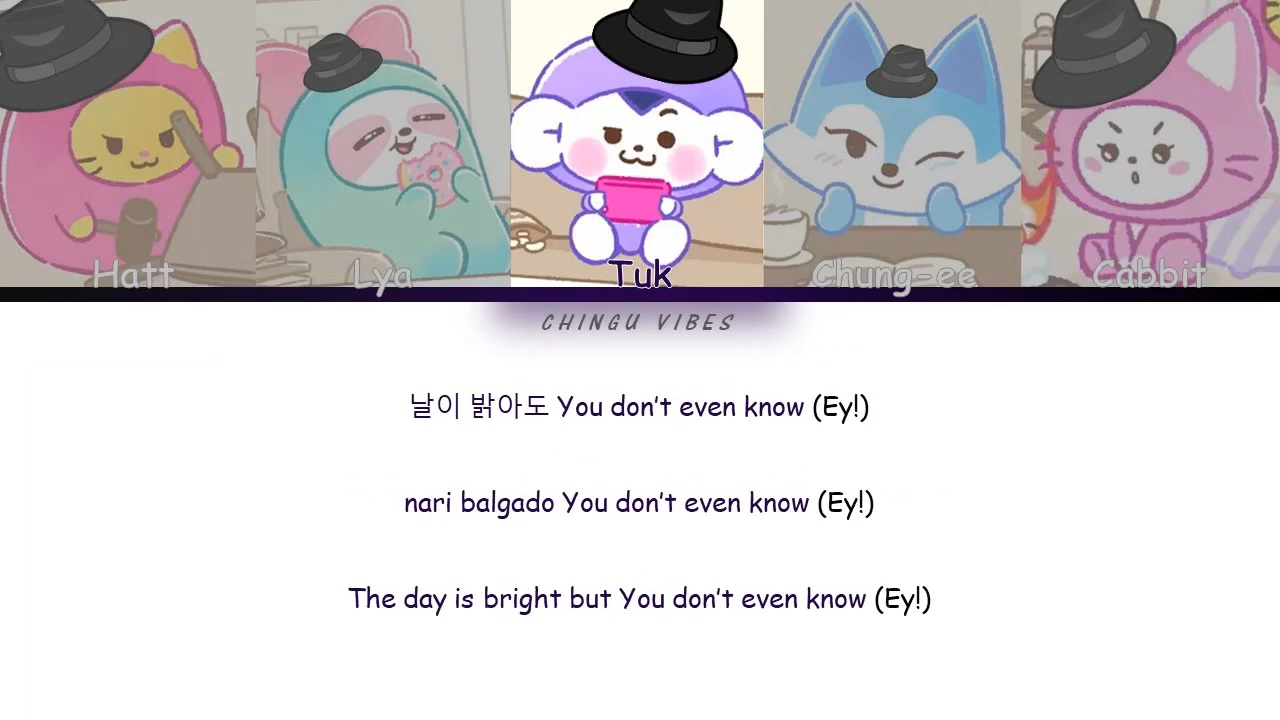 Hatt
Lya
Tuk
Chung-ee
Cabbit
CHINGU VIBES
날이 밝아도 You don't even know (Ey!)
nari balgado You don't even know (Ey!)
The day is bright but You don't even know (Ey!)